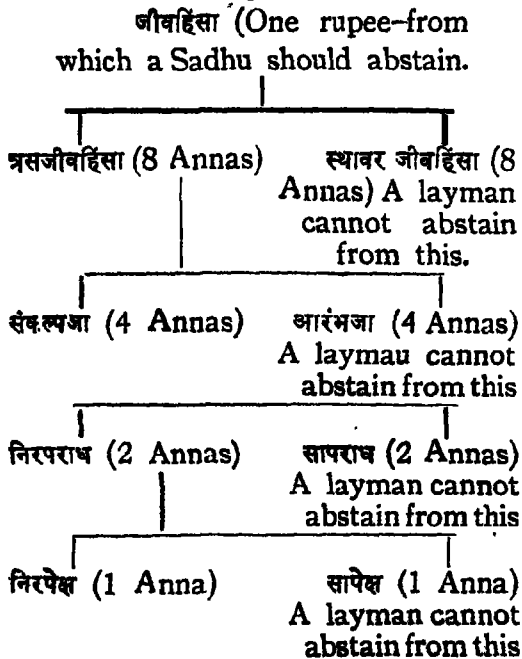 जीवहिंसा (One rupee–from
which a Sadhu should abstain.
त्रसजीवहिंसा (8 Annas)
स्थावर जीवहिंसा (8
Annas) A layman
cannot abstain
from this.
संकल्पजा (4 Annas)
आरंभजा (4 Annas)
A laymau cannot
abstain from this
निरपराध (2 Annas)
सापराध (2 Annas)
A layman cannot
abstain from this
निरपेक्ष (1 Anna)
सापेक्ष (1 Anna)
A layman cannot
abstain from this